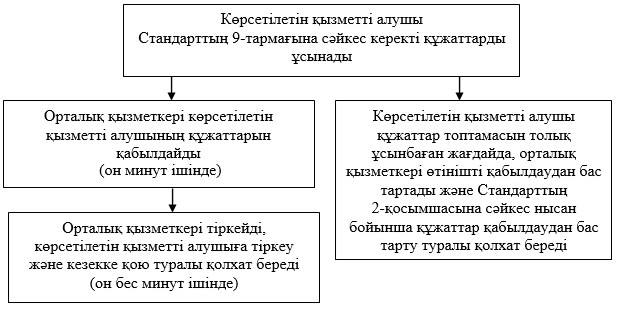 Көрсетілетін қызметті алушы
Стандарттың 9-тармағына сәйкес керекті құжаттарды
ұсынады
Орталық қызметкері көрсетілетін
қызметті алушының құжаттарын
қабылдайды
(он минут ішінде)
Орталық қызметкері тіркейді,
көрсетілетін қызметті алушыға тіркеу
және кезекке қою туралы қолхат береді
(он бес минут ішінде)
Көрсетілетін қызметті алушы
құжаттар топтамасын толық
ұсынбаған жағдайда, орталық
қызметкері өтінішті қабылдаудан бас
тартады және Стандарттың
2-қосымшасына сәйкес нысан
бойынша құжаттар қабылдаудан бас
тарту туралы қолхат береді